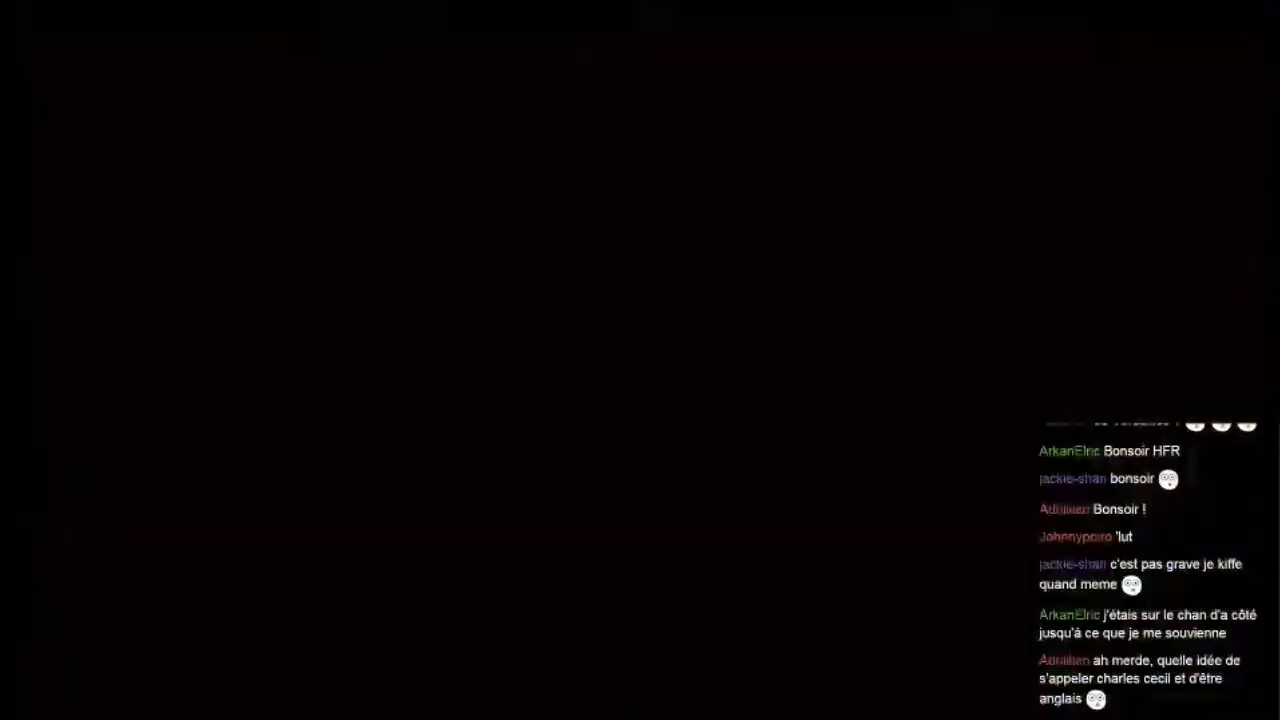 ArkanElric Bonsoir HFR
jackie-shan bonsoir
Bonsoir !
Johnnypoiro 'lut
jackie-shan c'est pas grave je kiffe
quand meme
ArkanElric j'étais sur le chan d'a côté
jusqu'à ce que je me souvienne
ah merde, quelle idée de
s'appeler charles cecil et d'être
anglais